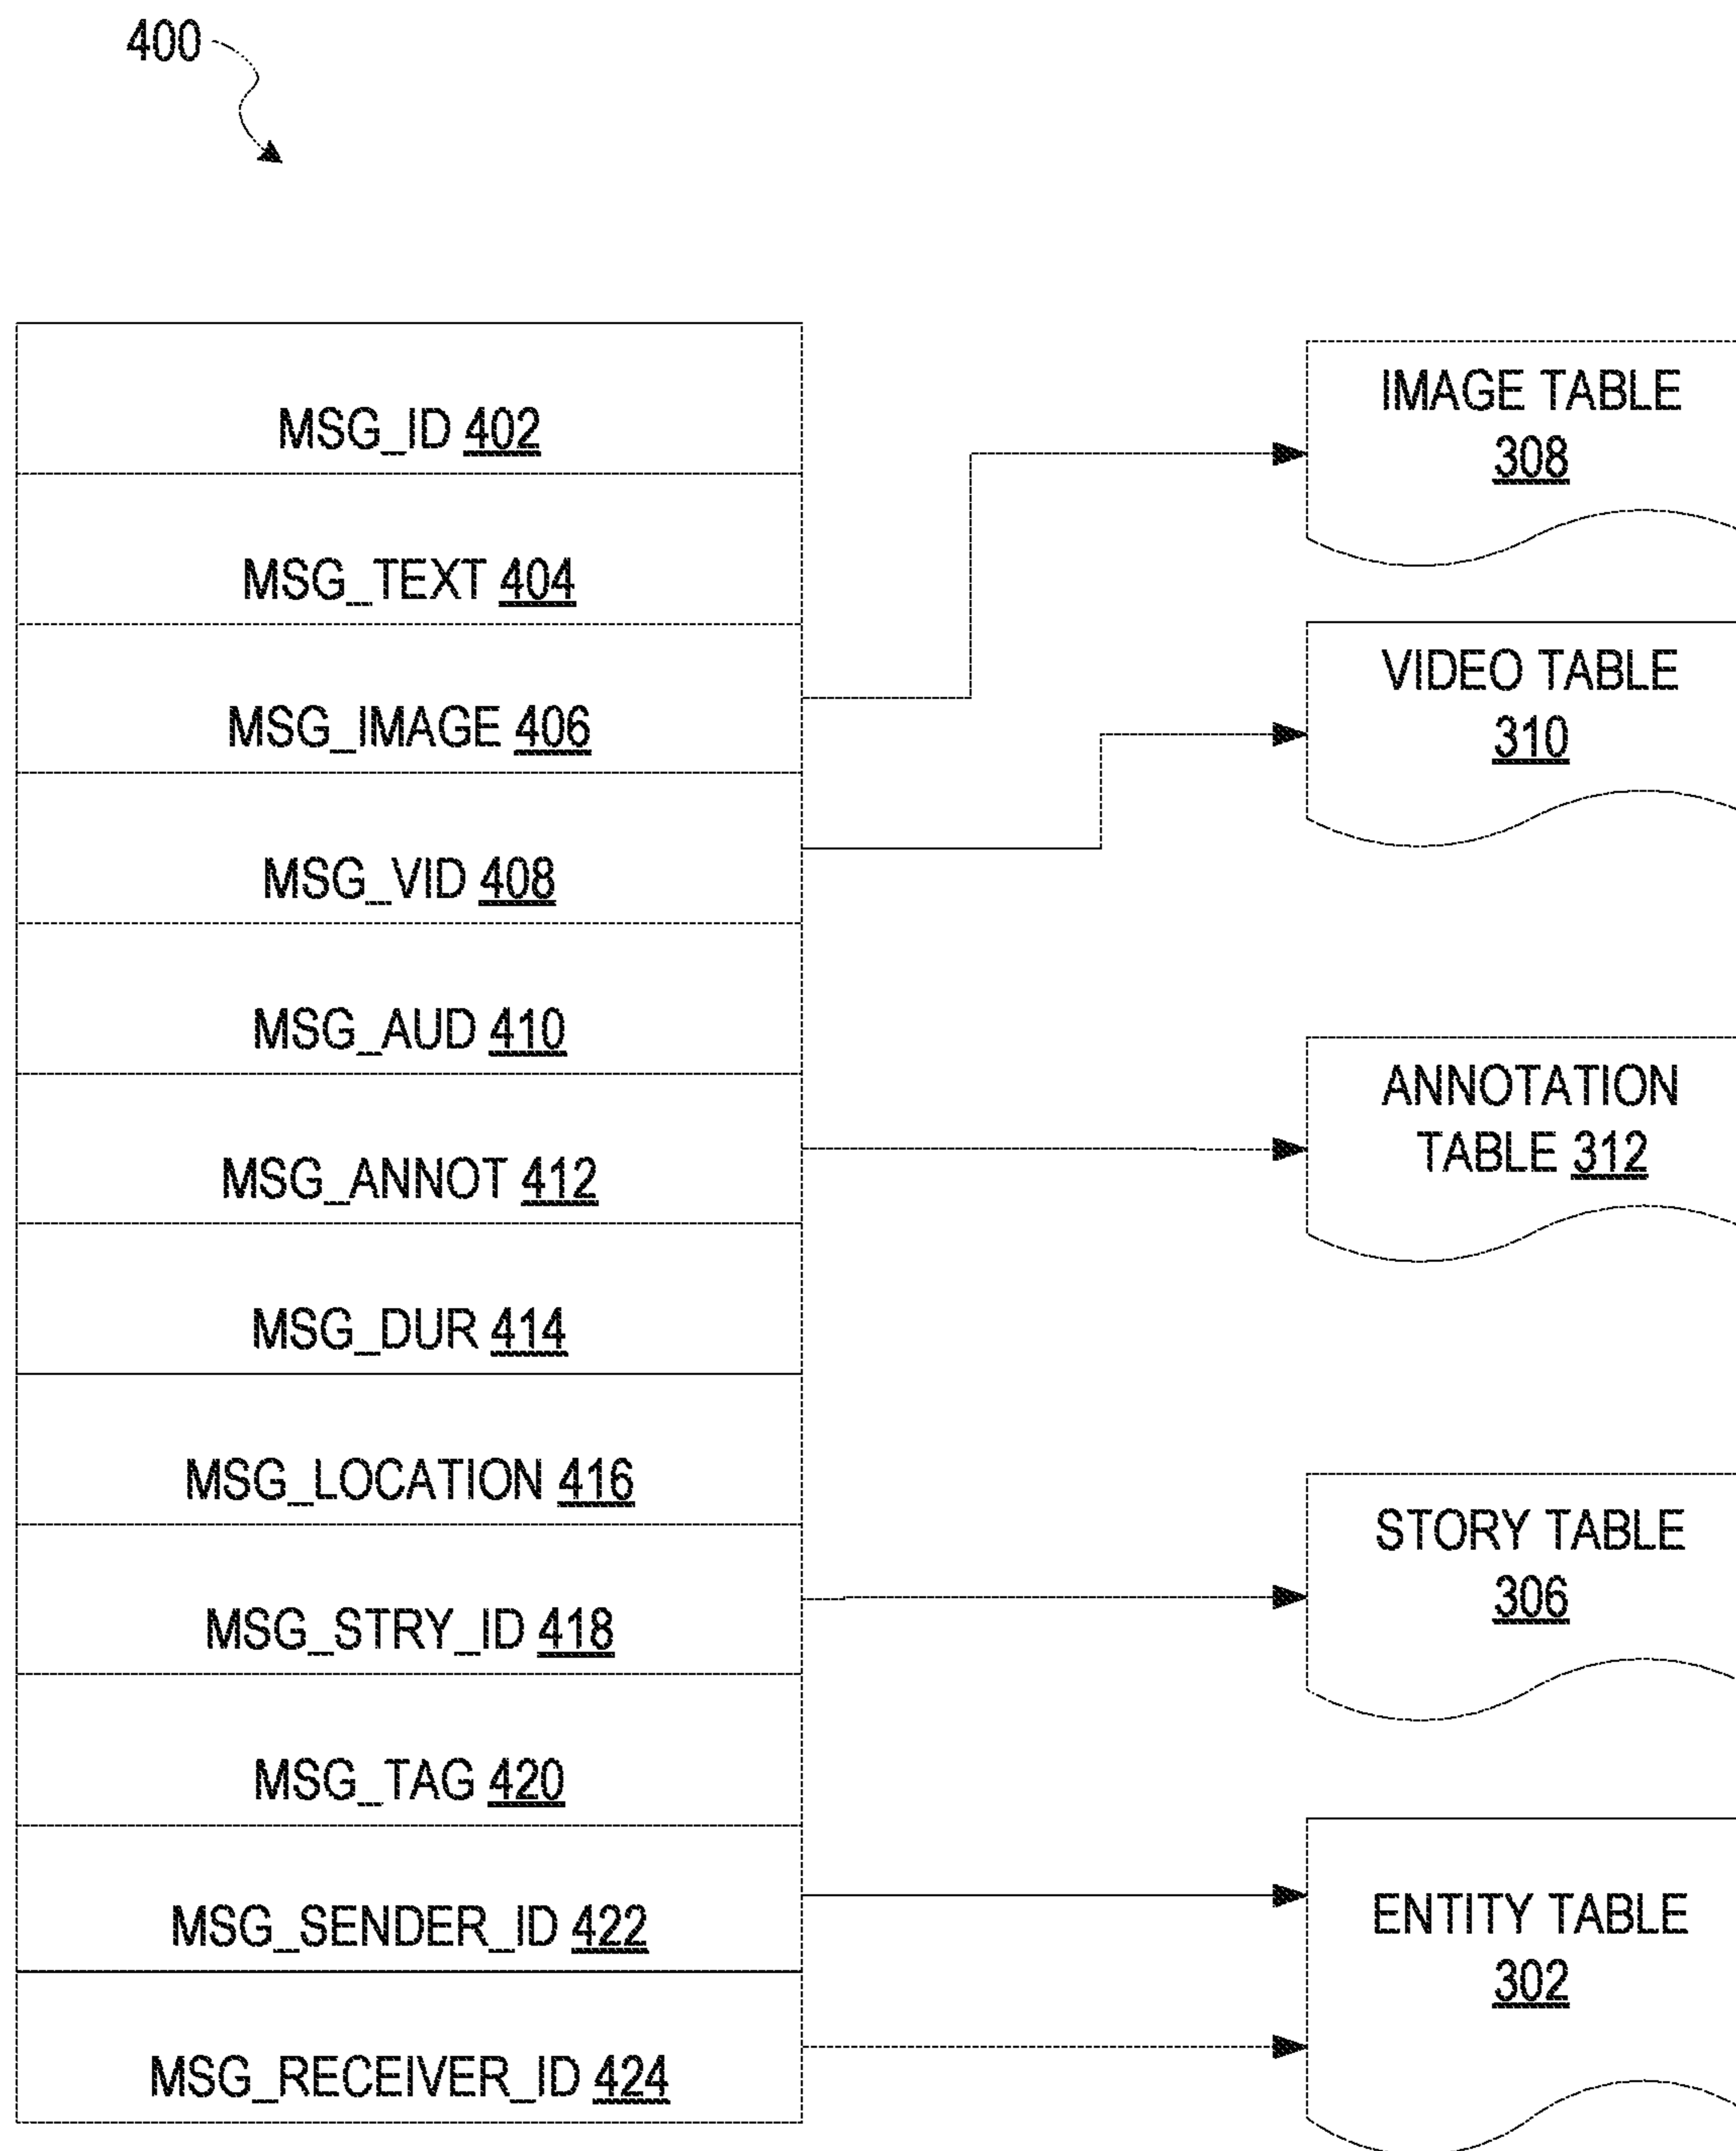 400
MSG_ID 402
MSG_TEXT 404
MSG_IMAGE 406
MSG_VID 408
MSG_AUD 410
MSG_ANNOT 412
MSG_DUR 414
MSG_LOCATION 416
MSG_STRY_ID 418
MSG_TAG 420
MSG_SENDER_ID 422
MSG_RECEIVER_ID 424
IMAGE TABLE
308
VIDEO TABLE
310
ANNOTATION
TABLE 312
STORY TABLE
306
ENTITY TABLE
302